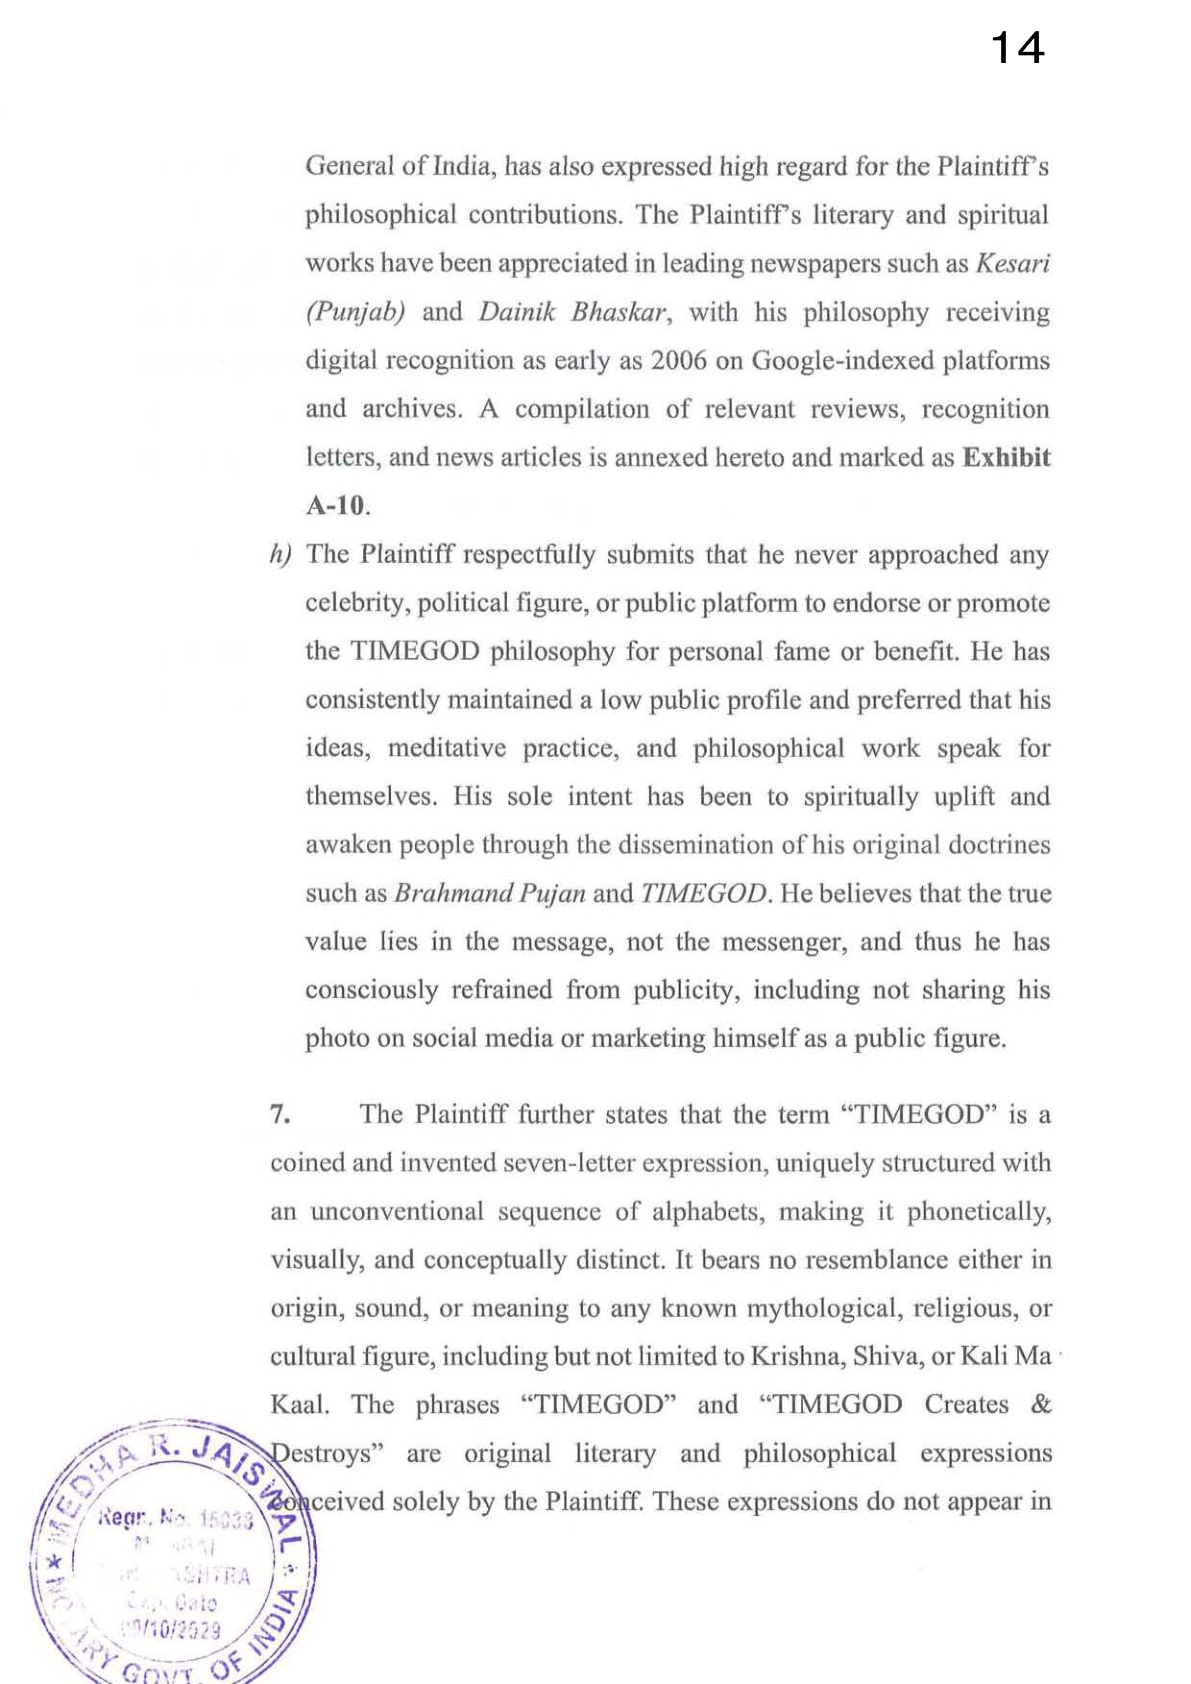 14
General of India, has also expressed high regard for the Plaintiff's
philosophical contributions. The Plaintiff's literary and spiritual
works have been appreciated in leading newspapers such as Kesari
(Punjab) and Dainik Bhaskar, with his philosophy receiving
digital recognition as early as 2006 on Google-indexed platforms
and archives. A compilation of relevant reviews, recognition
letters, and news articles is annexed hereto and marked as Exhibit
A-10.
h) The Plaintiff respectfully submits that he never approached any
celebrity, political figure, or public platform to endorse or promote
the TIMEGOD philosophy for personal fame or benefit. He has
consistently maintained a low public profile and preferred that his
ideas, meditative practice, and philosophical work speak for
themselves. His sole intent has been to spiritually uplift and
awaken people through the dissemination of his original doctrines
such as Brahmand Pujan and TIMEGOD. He believes that the true
value lies in the message, not the messenger, and thus he has
consciously refrained from publicity, including not sharing his
photo on social media or marketing himself as a public figure.
7. The Plaintiff further states that the term “TIMEGOD” is a
coined and invented seven-letter expression, uniquely structured with
an unconventional sequence of alphabets, making it phonetically,
visually, and conceptually distinct. It bears no resemblance either in
origin, sound, or meaning to any known mythological, religious, or
cultural figure, including but not limited to Krishna, Shiva, or Kali Ma
Kaal. The phrases “TIMEGOD” and “TIMEGOD Creates &
Destroys” are original literary and philosophical expressions
conceived solely by the Plaintiff. These expressions do not appear in
MEDHA R. JAISWAL
Regn. No.
Exp. Date
/10/2029
GOVT. OF INDIA